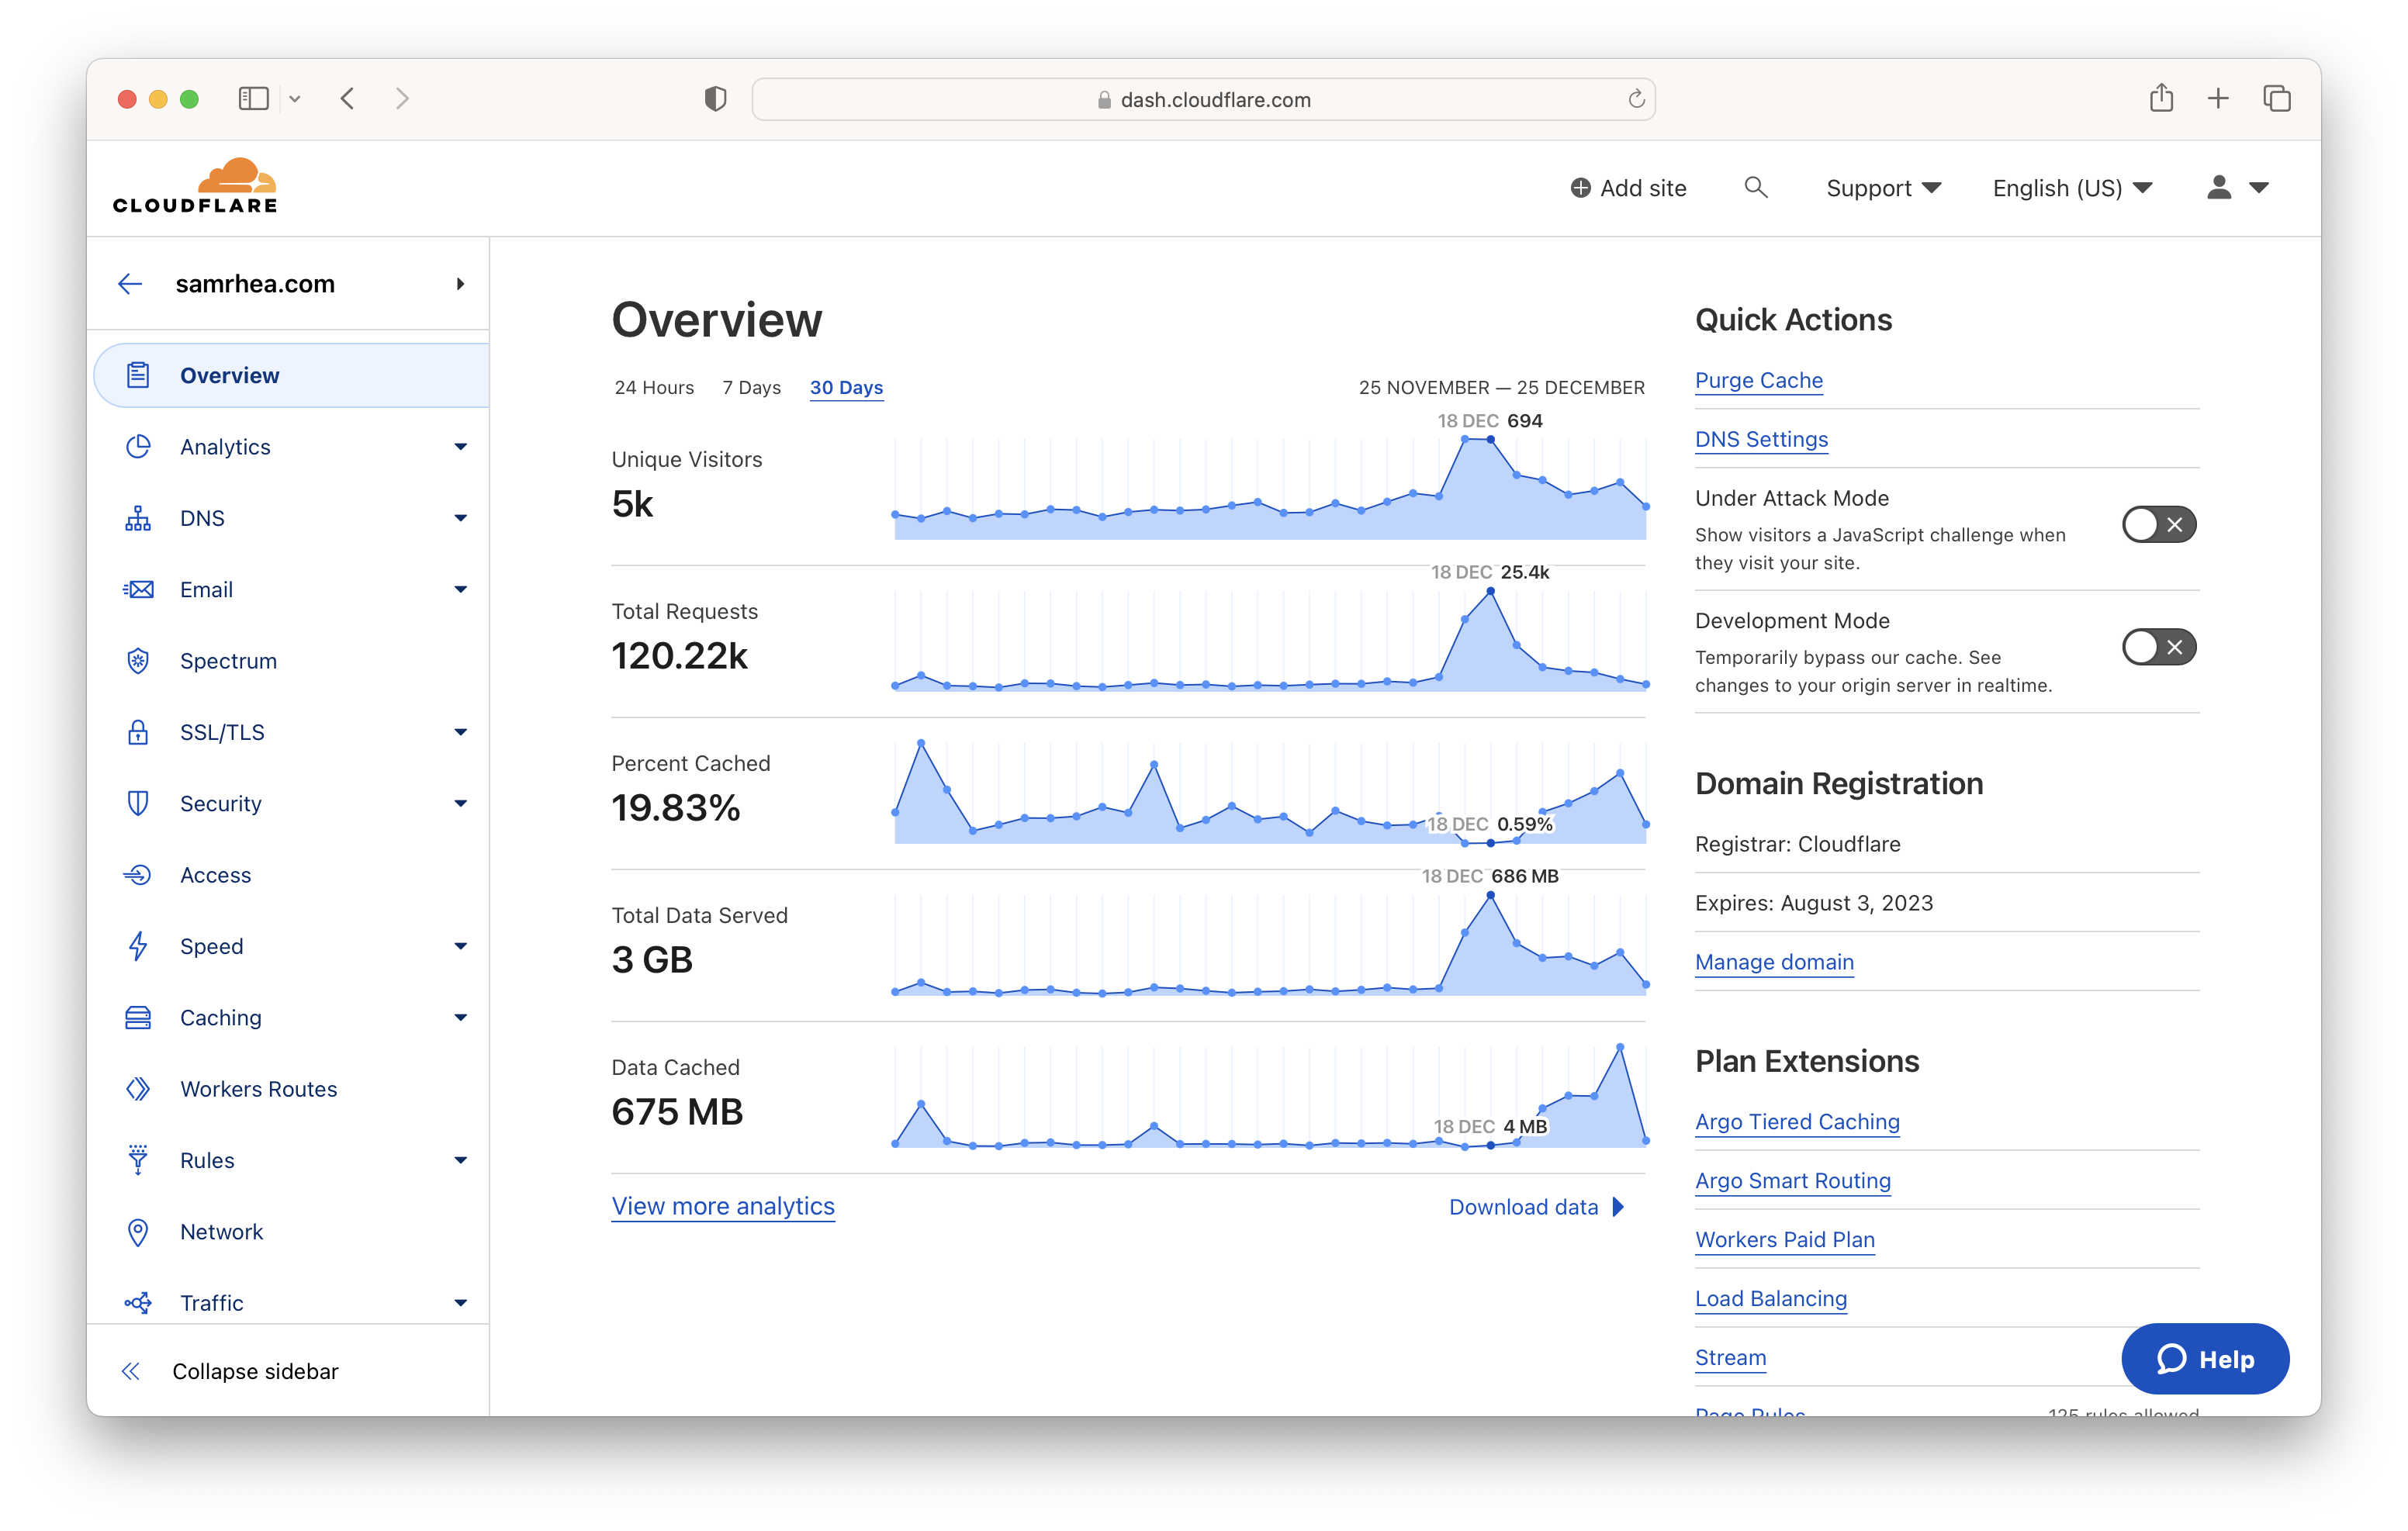 dash.cloudflare.com
CLOUDFLARE
Add site
Support
English (US)
samrhea.com
Overview
Analytics
DNS
Email
Spectrum
SSL/TLS
Security
Access
Speed
Caching
Workers Routes
Rules
Network
Traffic
Collapse sidebar
Overview
24 Hours 7 Days 30 Days
25 NOVEMBER — 25 DECEMBER
Unique Visitors
5k
18 DEC 694
Total Requests
120.22k
18 DEC 25.4k
Percent Cached
19.83%
18 DEC 0.59%
Total Data Served
3 GB
18 DEC 686 MB
Data Cached
675 MB
18 DEC 4 MB
View more analytics
Download data
Quick Actions
Purge Cache
DNS Settings
Under Attack Mode
Show visitors a JavaScript challenge when
they visit your site.
Development Mode
Temporarily bypass our cache. See
changes to your origin server in realtime.
Domain Registration
Registrar: Cloudflare
Expires: August 3, 2023
Manage domain
Plan Extensions
Argo Tiered Caching
Argo Smart Routing
Workers Paid Plan
Load Balancing
Stream
Page Rules
125 rules allowed
Help